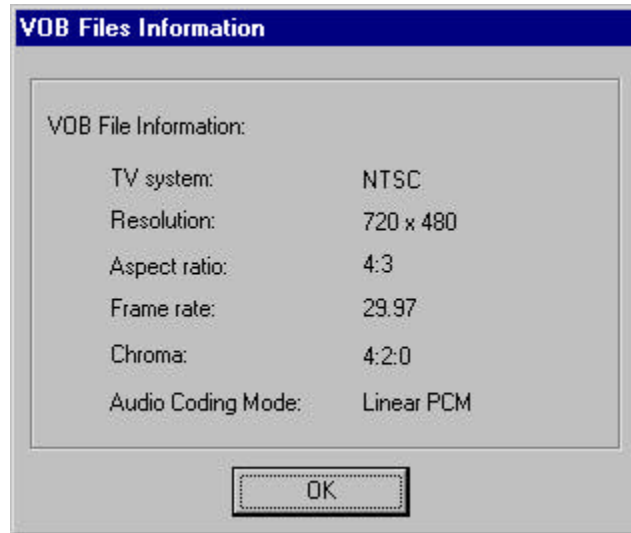 VOB Files Information
VOB File Information:
TV system: NTSC
Resolution: 720 x 480
Aspect ratio: 4:3
Frame rate: 29.97
Chroma: 4:2:0
Audio Coding Mode: Linear PCM
OK